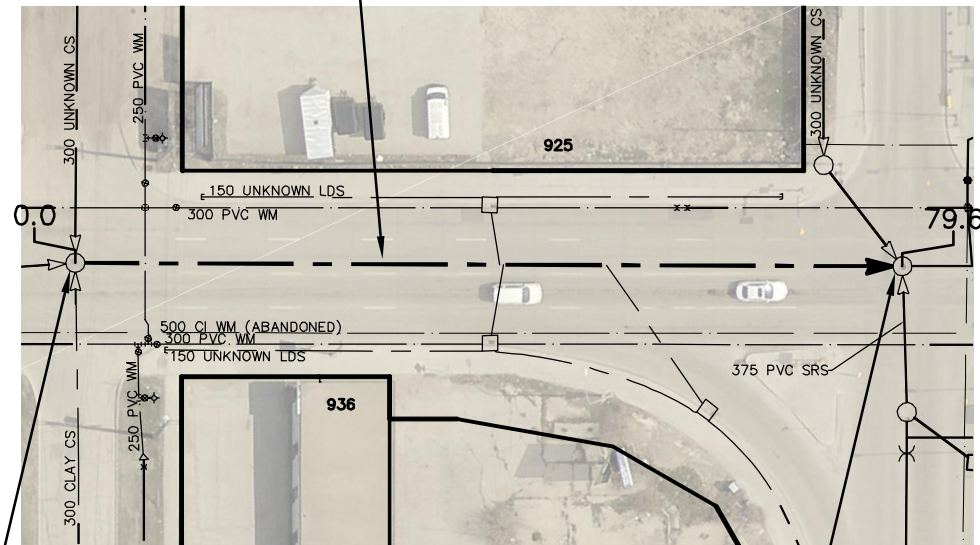 300 UNKNOWN CS
250 PVC WM
300 UNKNOWN CS
925
150 UNKNOWN LDS
300 PVC WM
0.0
79.6
500 CI WM (ABANDONED)
300 PVC WM
150 UNKNOWN LDS
375 PVC SRS
250 PVC WM
936
300 CLAY CS